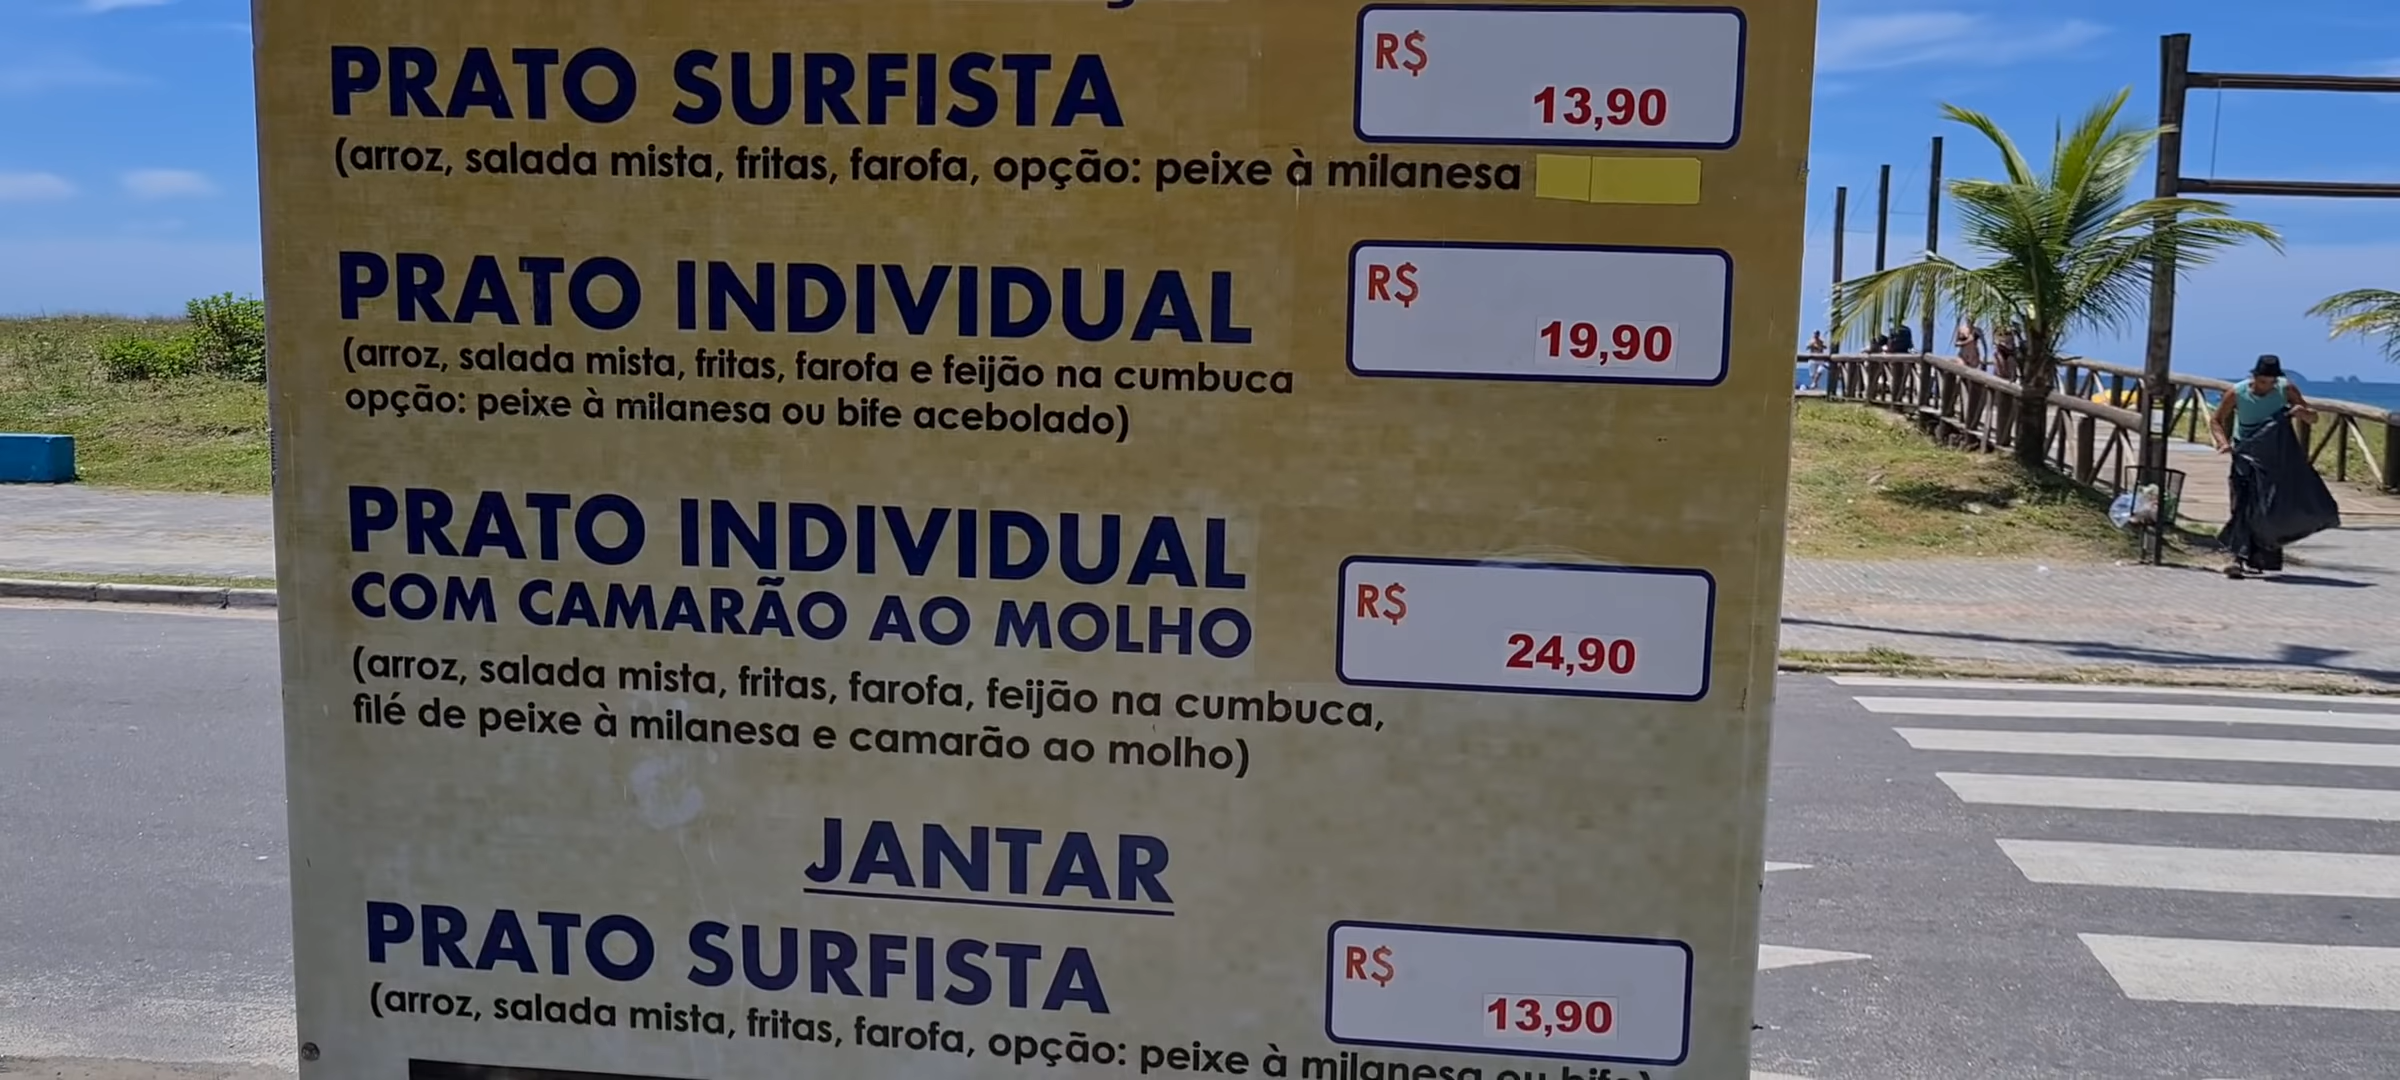 PRATO SURFISTA
R$ 13,90
(arroz, salada mista, fritas, farofa, opção: peixe à milanesa
PRATO INDIVIDUAL
R$ 19,90
(arroz, salada mista, fritas, farofa e feijão na cumbuca
opção: peixe à milanesa ou bife acebolado)
PRATO INDIVIDUAL
COM CAMARÃO AO MOLHO
R$ 24,90
(arroz, salada mista, fritas, farofa, feijão na cumbuca,
filé de peixe à milanesa e camarão ao molho)
JANTAR
PRATO SURFISTA
R$ 13,90
(arroz, salada mista, fritas, farofa, opção: peixe à milanesa ou bife)